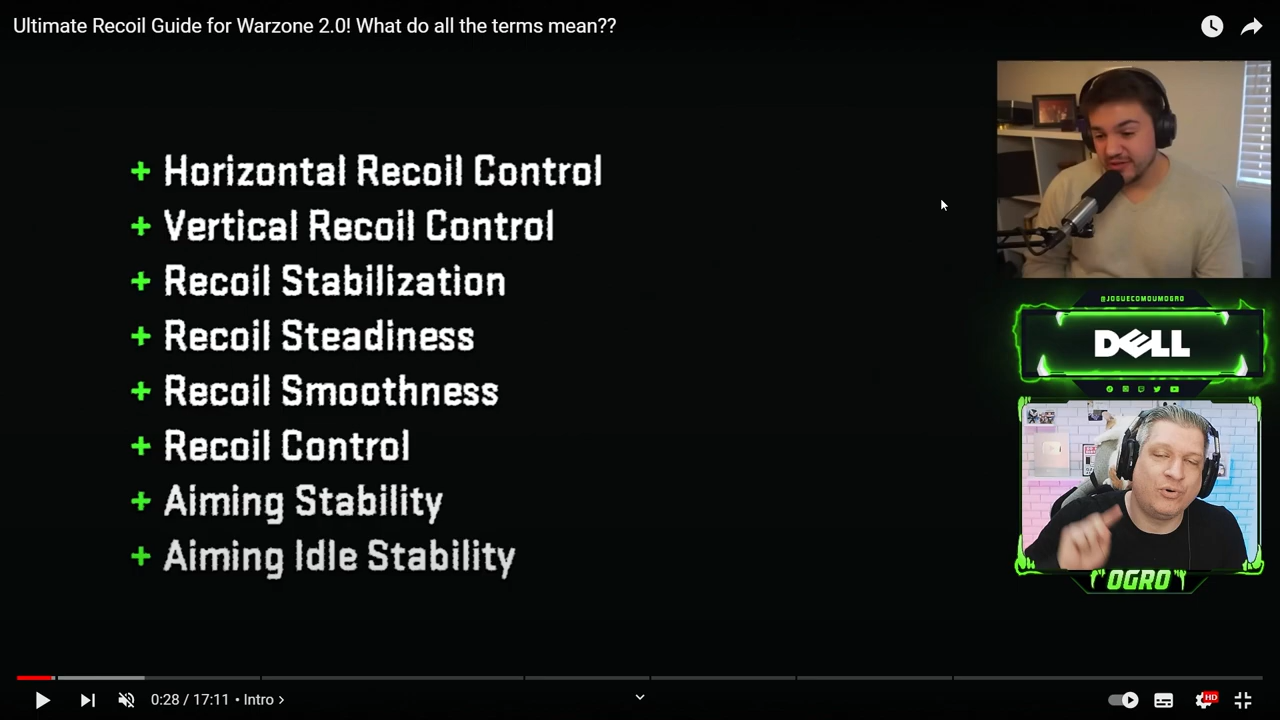 Ultimate Recoil Guide for Warzone 2.0! What do all the terms mean??
+ Horizontal Recoil Control
+ Vertical Recoil Control
+ Recoil Stabilization
+ Recoil Steadiness
+ Recoil Smoothness
+ Recoil Control
+ Aiming Stability
+ Aiming Idle Stability
@JOGUECOMOUMOGRO
DELL
OGRO
0:28 / 17:11 • Intro
HD